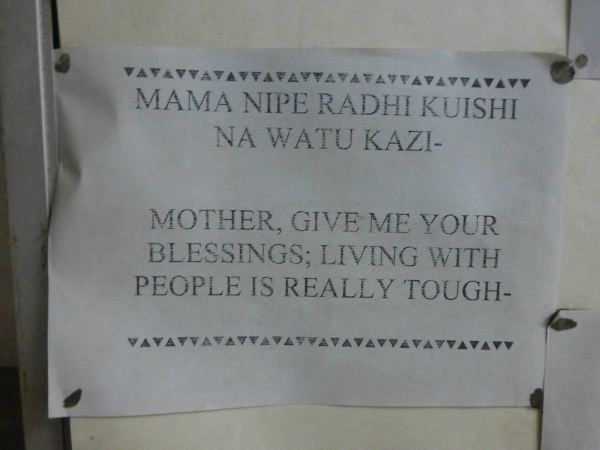 MAMA NIPE RADHI KUISHI
NA WATU KAZI-
MOTHER, GIVE ME YOUR
BLESSINGS; LIVING WITH
PEOPLE IS REALLY TOUGH-